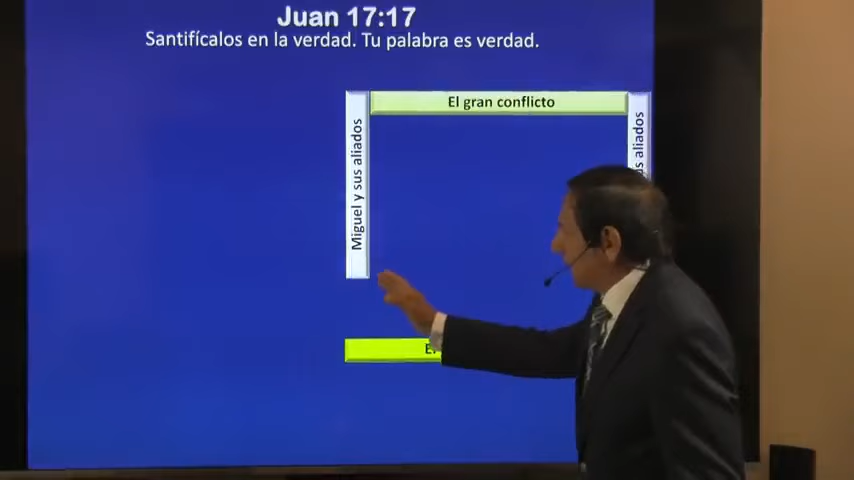 Juan 17:17
Santifícalos en la verdad. Tu palabra es verdad.
El gran conflicto
Miguel y sus aliados
aliados